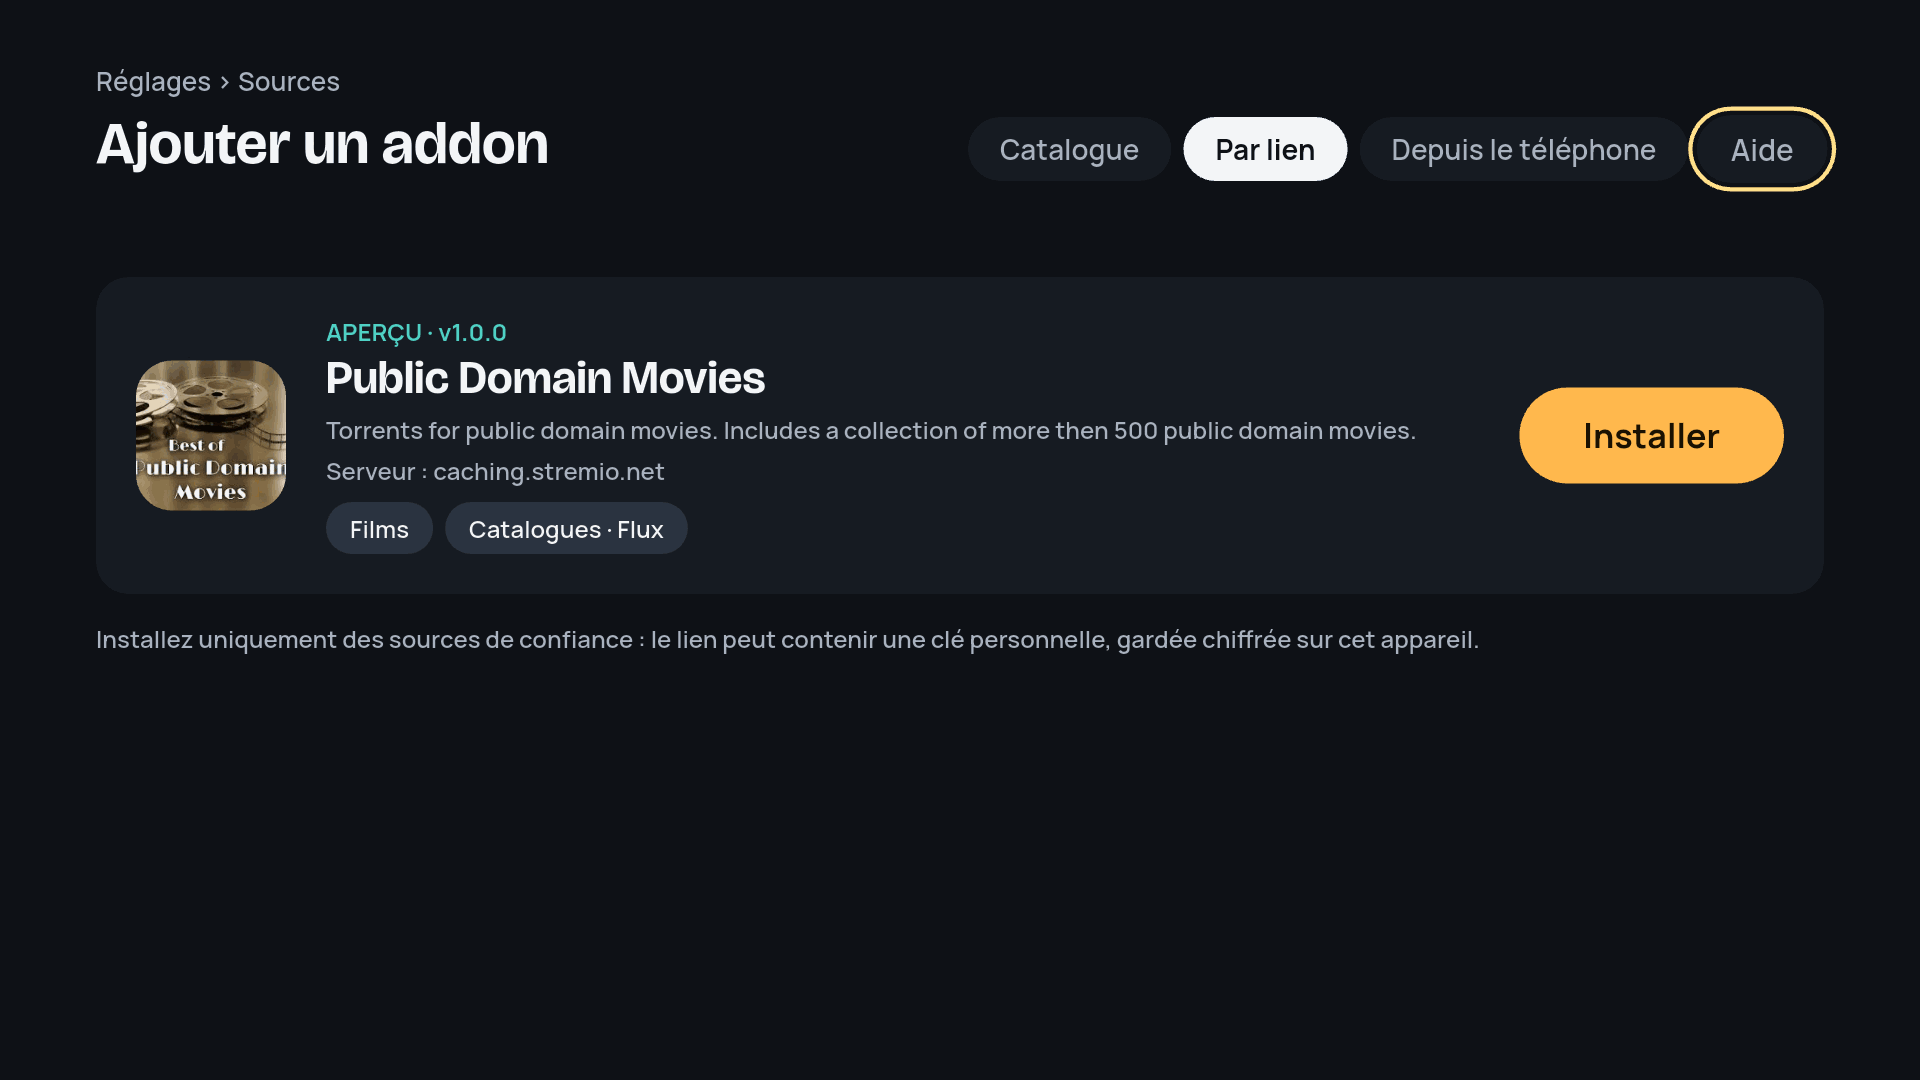 Réglages › Sources
Ajouter un addon
Catalogue
Par lien
Depuis le téléphone
Aide
APERÇU · v1.0.0
Public Domain Movies
Torrents for public domain movies. Includes a collection of more then 500 public domain movies.
Serveur : caching.stremio.net
Films
Catalogues · Flux
Best of
Public Domain
Movies
Installer
Installez uniquement des sources de confiance : le lien peut contenir une clé personnelle, gardée chiffrée sur cet appareil.